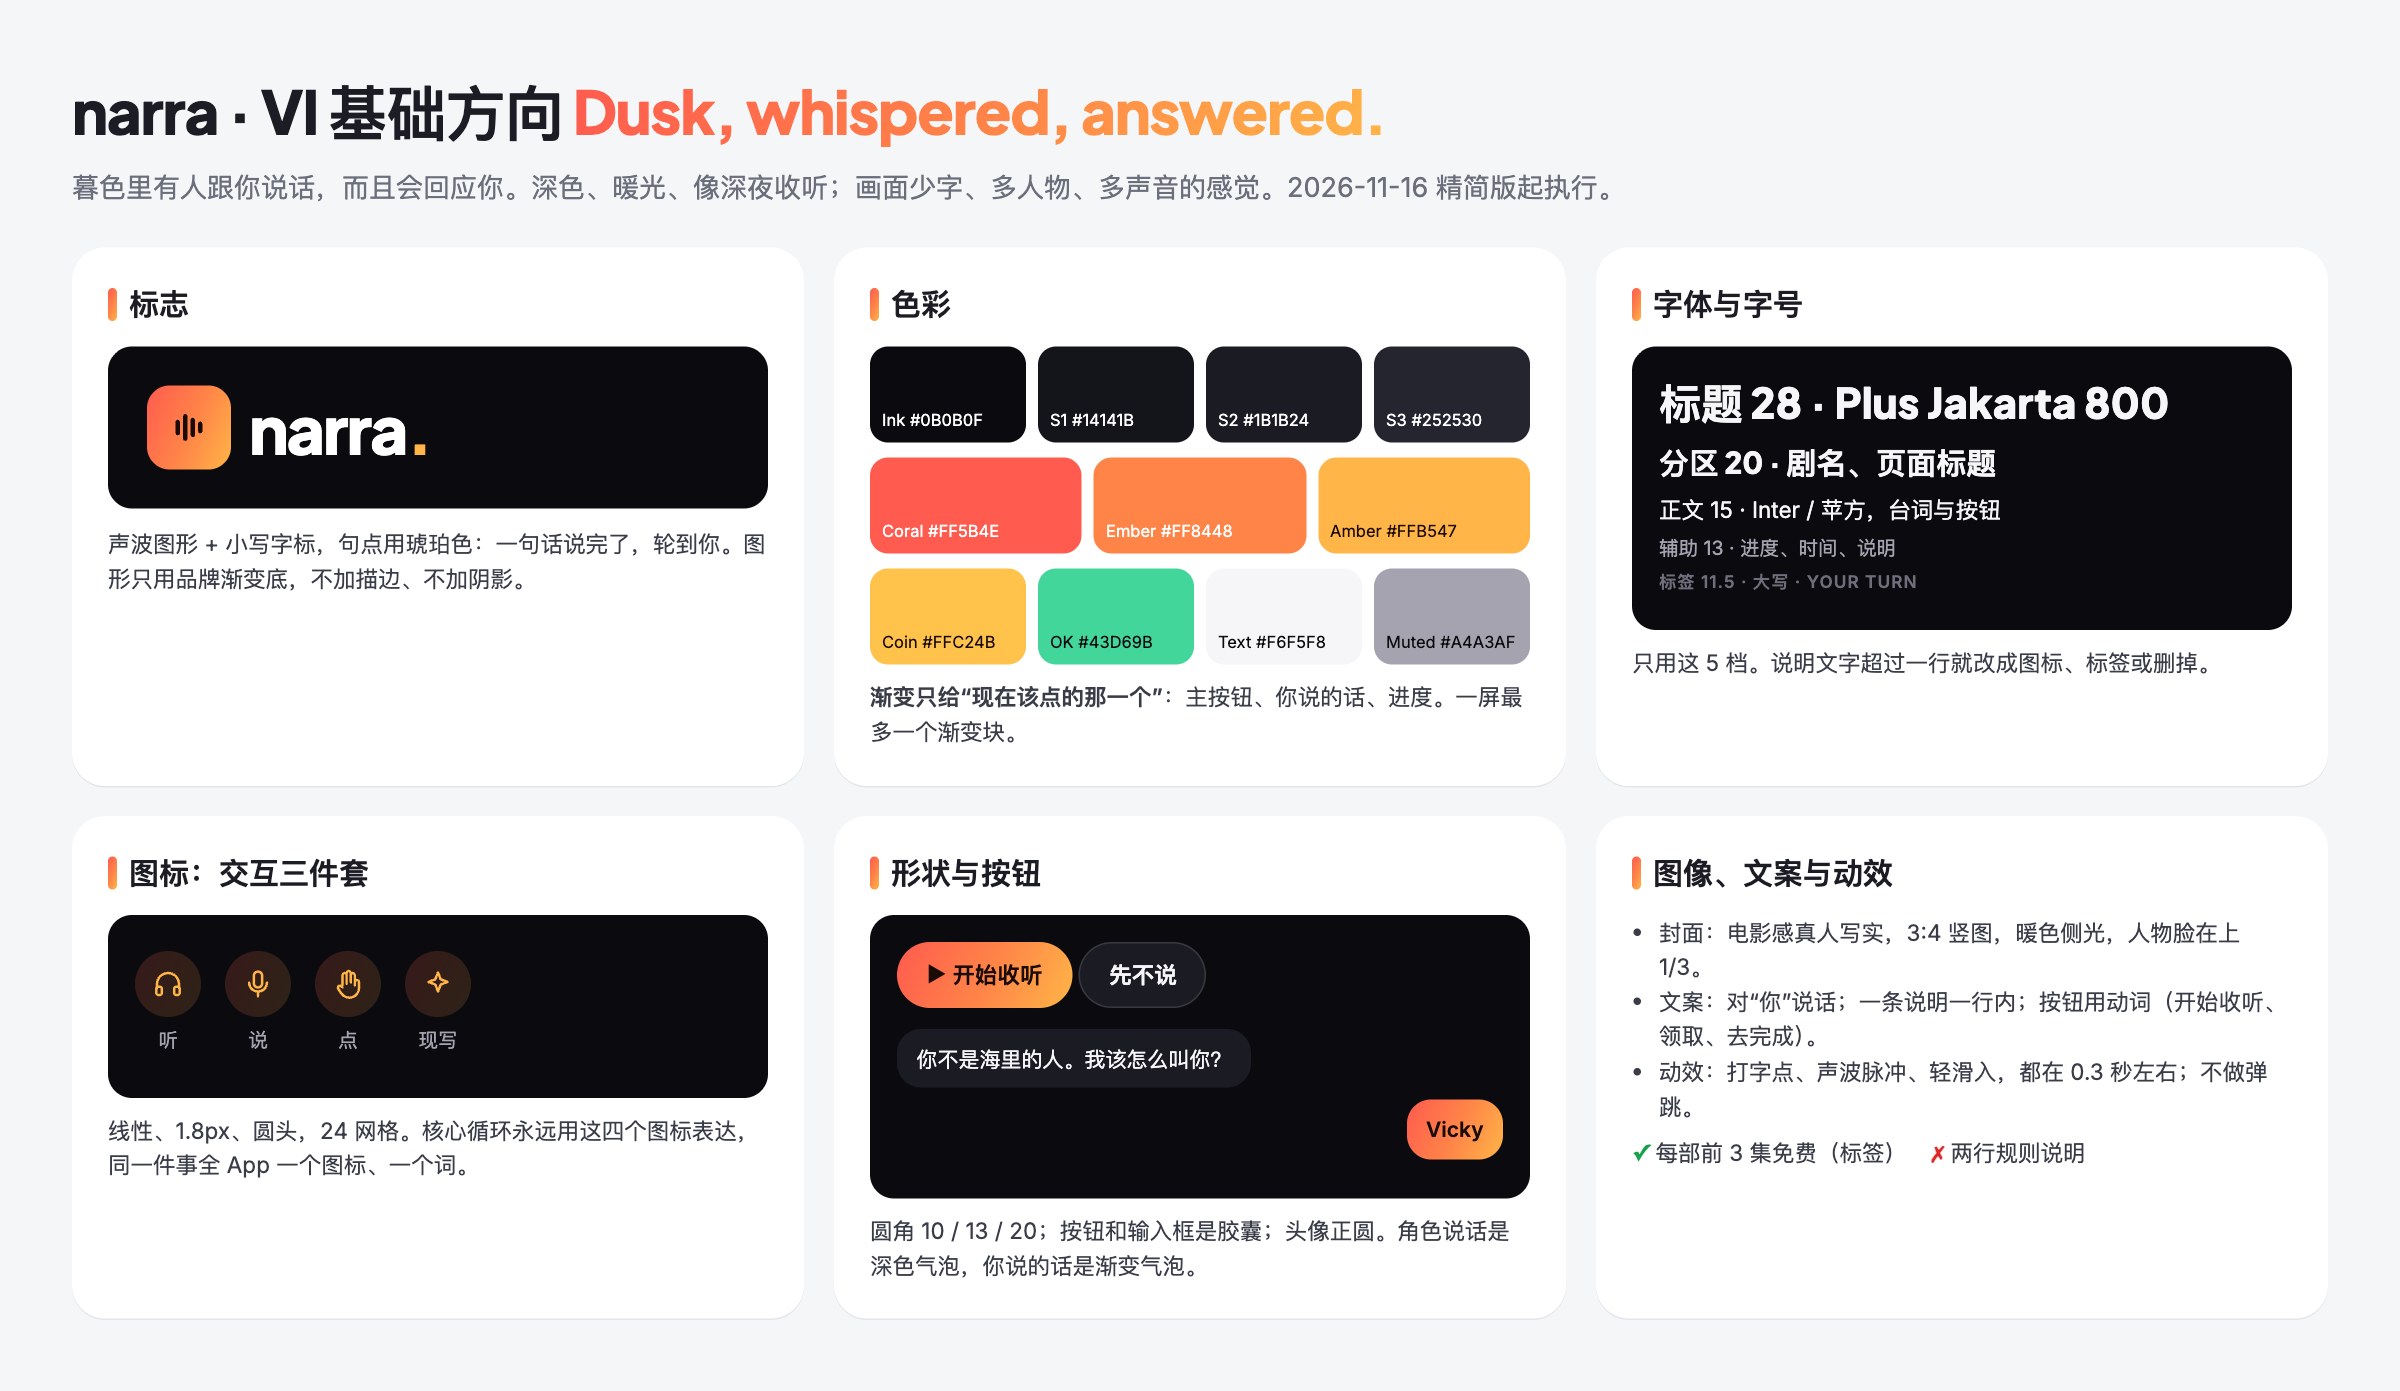 narra · VI 基础方向 Dusk, whispered, answered.
暮色里有人跟你说话，而且会回应你。深色、暖光、像深夜收听；画面少字、多人物、多声音的感觉。2026-11-16 精简版起执行。
标志
narra.
声波图形 + 小写字标，句点用琥珀色：一句话说完了，轮到你。图
形只用品牌渐变底，不加描边、不加阴影。
色彩
Ink #0B0B0F
S1 #14141B
S2 #1B1B24
S3 #252530
Coral #FF5B4E
Ember #FF8448
Amber #FFB547
Coin #FFC24B
OK #43D69B
Text #F6F5F8
Muted #A4A3AF
渐变只给“现在该点的那一个”：主按钮、你说的话、进度。一屏最
多一个渐变块。
字体与字号
标题 28 · Plus Jakarta 800
分区 20 · 剧名、页面标题
正文 15 · Inter / 苹方，台词与按钮
辅助 13 · 进度、时间、说明
标签 11.5 · 大写 · YOUR TURN
只用这 5 档。说明文字超过一行就改成图标、标签或删掉。
图标：交互三件套
听
说
点
现写
线性、1.8px、圆头，24 网格。核心循环永远用这四个图标表达，
同一件事全 App 一个图标、一个词。
形状与按钮
▶ 开始收听
先不说
你不是海里的人。我该怎么叫你？
Vicky
圆角 10 / 13 / 20；按钮和输入框是胶囊；头像正圆。角色说话是
深色气泡，你说的话是渐变气泡。
图像、文案与动效
• 封面：电影感真人写实，3:4 竖图，暖色侧光，人物脸在上
1/3。
• 文案：对“你”说话；一条说明一行内；按钮用动词（开始收听、
领取、去完成）。
• 动效：打字点、声波脉冲、轻滑入，都在 0.3 秒左右；不做弹
跳。
✔ 每部前 3 集免费（标签） ✗ 两行规则说明